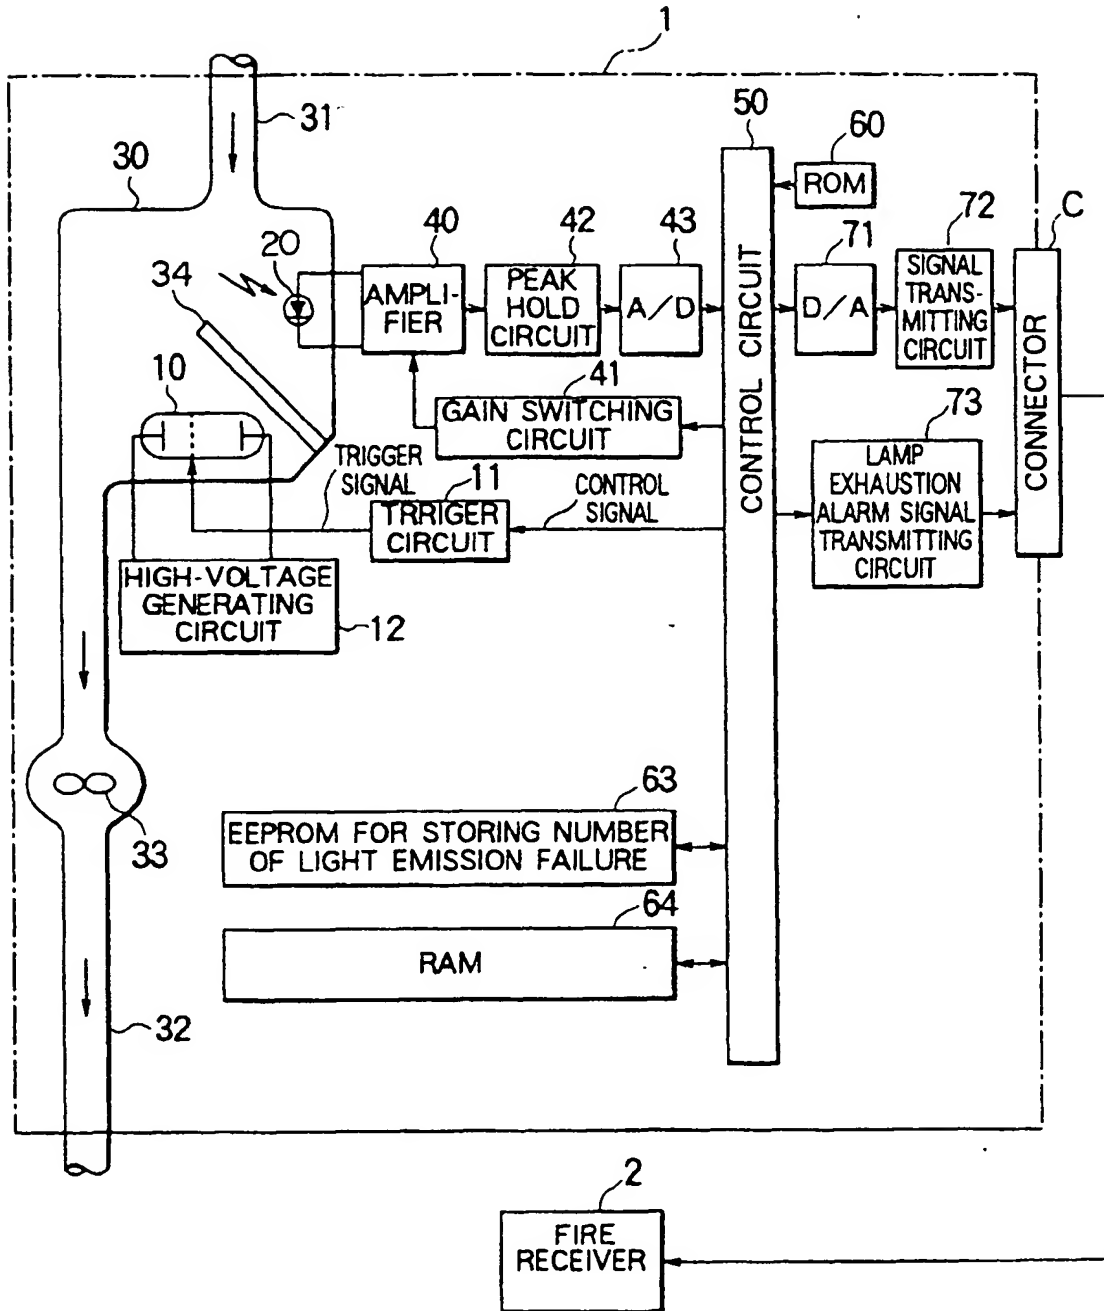 1
31
30
50
60
ROM
20
40
42
43
71
72
C
34
AMPLI-
FIER
PEAK
HOLD
CIRCUIT
A/D
CONTROL CIRCUIT
D/A
SIGNAL
TRANS-
MITTING
CIRCUIT
CONNECTOR
10
41
GAIN SWITCHING
CIRCUIT
73
TRIGGER
SIGNAL
11
TRRIGER
CIRCUIT
CONTROL
SIGNAL
LAMP
EXHAUSTION
ALARM SIGNAL
TRANSMITTING
CIRCUIT
HIGH-VOLTAGE
GENERATING
CIRCUIT
12
33
63
EEPROM FOR STORING NUMBER
OF LIGHT EMISSION FAILURE
64
RAM
32
2
FIRE
RECEIVER